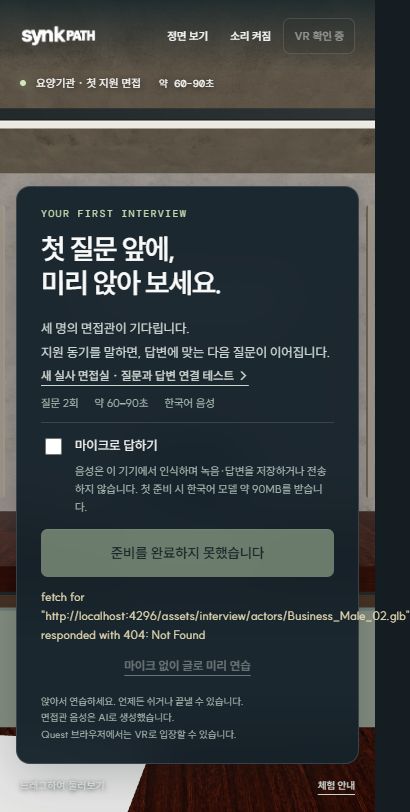 synk PATH
정면 보기
소리 켜짐
VR 확인 중
요양기관 · 첫 지원 면접
약 60–90초
YOUR FIRST INTERVIEW
첫 질문 앞에,
미리 앉아 보세요.
세 명의 면접관이 기다립니다.
지원 동기를 말하면, 답변에 맞는 다음 질문이 이어집니다.
새 실사 면접실 · 질문과 답변 연결 테스트 >
질문 2회 약 60–90초 한국어 음성
마이크로 답하기
음성은 이 기기에서 인식하며 녹음·답변을 저장하거나 전송
하지 않습니다. 첫 준비 시 한국어 모델 약 90MB를 받습니
다.
준비를 완료하지 못했습니다
fetch for
"http://localhost:4296/assets/interview/actors/Business_Male_02.glb"
responded with 404: Not Found
마이크 없이 글로 미리 연습
앉아서 연습하세요. 언제든 쉬거나 끝낼 수 있습니다.
면접관 음성은 AI로 생성했습니다.
Quest 브라우저에서는 VR로 입장할 수 있습니다.
드래그하여 둘러보기
체험 안내